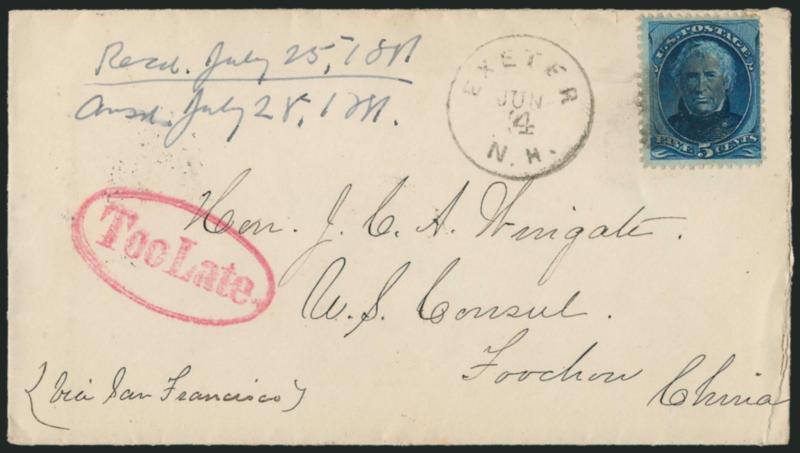 Recd. July 25, 1881
Ansd. July 28, 1881.
EXETER
JUN
14
N. H.
U.S. POSTAGE
FIVE 5 CENTS
Too Late
Hon. J. C. A. Wingate.
U. S. Consul.
Foochow
China
(Via San Francisco)